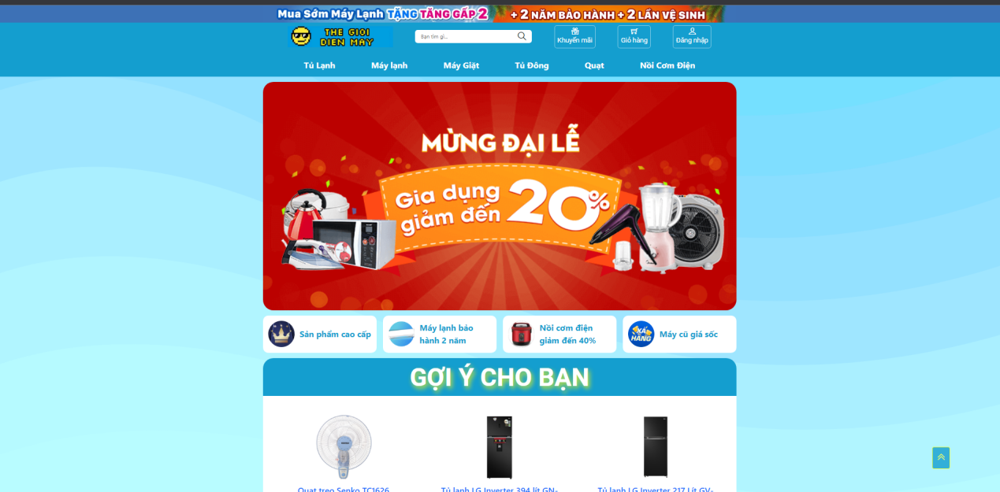 Mua Sớm Máy Lạnh TẶNG TĂNG GẤP 2 + 2 NĂM BẢO HÀNH + 2 LẦN VỆ SINH
THE GIOI
DIEN MAY
Bạn tìm gì...
Khuyến mãi
Giỏ hàng
Đăng nhập
Tủ Lạnh
Máy lạnh
Máy Giặt
Tủ Đông
Quạt
Nồi Cơm Điện
MỪNG ĐẠI LỄ
Gia dụng
giảm đến
20%
Sản phẩm cao cấp
Máy lạnh bảo
hành 2 năm
Nồi cơm điện
giảm đến 40%
XẢ
HÀNG
Máy cũ giá sốc
GỢI Ý CHO BẠN
Quạt treo Senko TC1626
Tủ lạnh LG Inverter 394 lít GN-
Tủ lạnh LG Inverter 217 Lít GV-